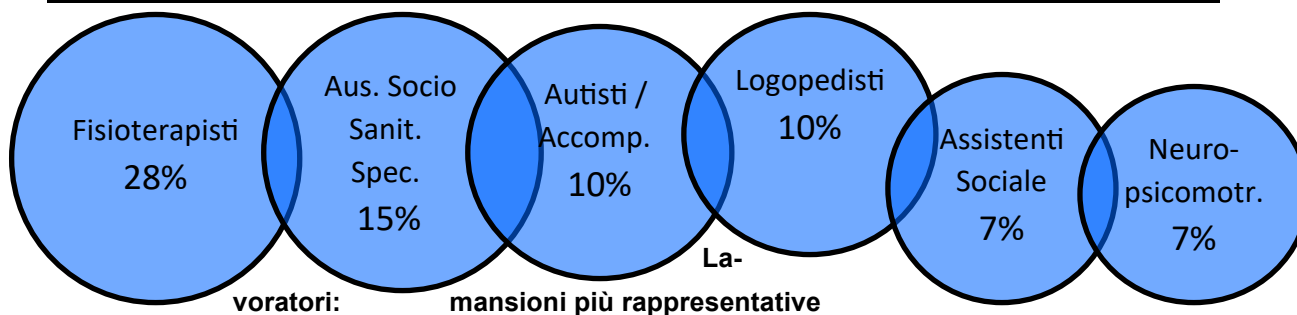 Fisioterapisti
28%
Aus. Socio
Sanit.
Spec.
15%
Autisti /
Accomp.
10%
Logopedisti
10%
Assistenti
Sociale
7%
Neuro-
psicomotr.
7%
La-
voratori: mansioni più rappresentative